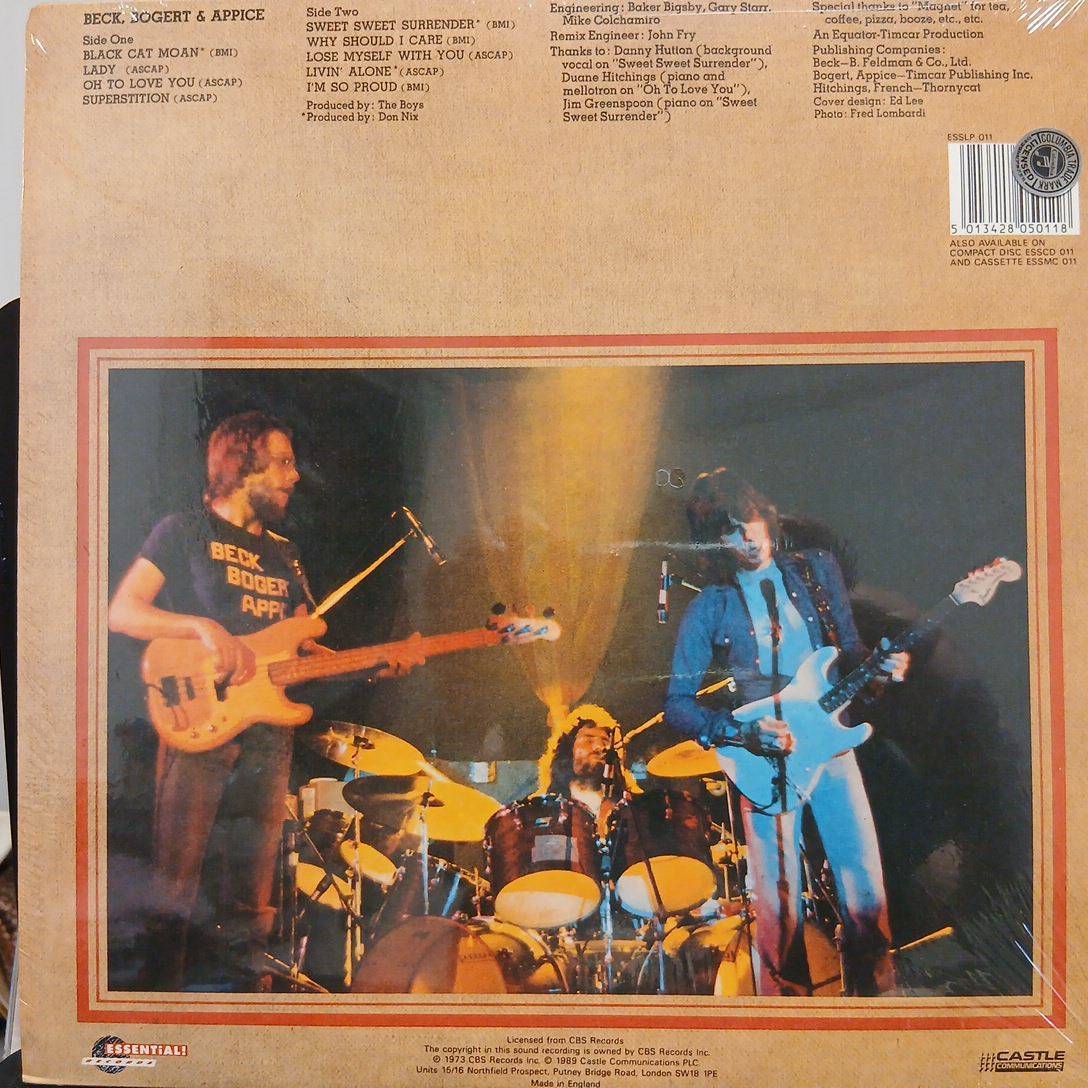 BECK, BOGERT & APPICE
Side One
BLACK CAT MOAN* (BMI)
LADY (ASCAP)
OH TO LOVE YOU (ASCAP)
SUPERSTITION (ASCAP)
Side Two
SWEET SWEET SURRENDER* (BMI)
WHY SHOULD I CARE (BMI)
LOSE MYSELF WITH YOU (ASCAP)
LIVIN' ALONE* (ASCAP)
I'M SO PROUD (BMI)
Produced by: The Boys
*Produced by: Don Nix
Engineering: Baker Bigsby, Gary Starr.
Mike Colchamiro
Remix Engineer: John Fry
Thanks to: Danny Hutton (background
vocal on "Sweet Sweet Surrender"),
Duane Hitchings (piano and
mellotron on "Oh To Love You"),
Jim Greenspoon (piano on "Sweet
Sweet Surrender")
Special thanks to "Magnet" for tea,
coffee, pizza, booze, etc., etc.
An Equator-Timcar Production
Publishing Companies:
Beck—B. Feldman & Co., Ltd.
Bogert, Appice—Timcar Publishing Inc.
Hitchings, French—Thornycat
Cover design: Ed Lee
Photo: Fred Lombardi
ESSLP 011
COLUMBIA TRADE MARK LICENSED
5 013428 050118
ALSO AVAILABLE ON
COMPACT DISC ESSCD 011
AND CASSETTE ESSMC 011
BECK
BOGER
APPI
ESSENTIAL!
RECORDS
Licensed from CBS Records
The copyright in this sound recording is owned by CBS Records Inc.
℗ 1973 CBS Records Inc. © 1989 Castle Communications PLC
Units 15/16 Northfield Prospect, Putney Bridge Road, London SW18 1PE
Made in England
CASTLE
COMMUNICATIONS